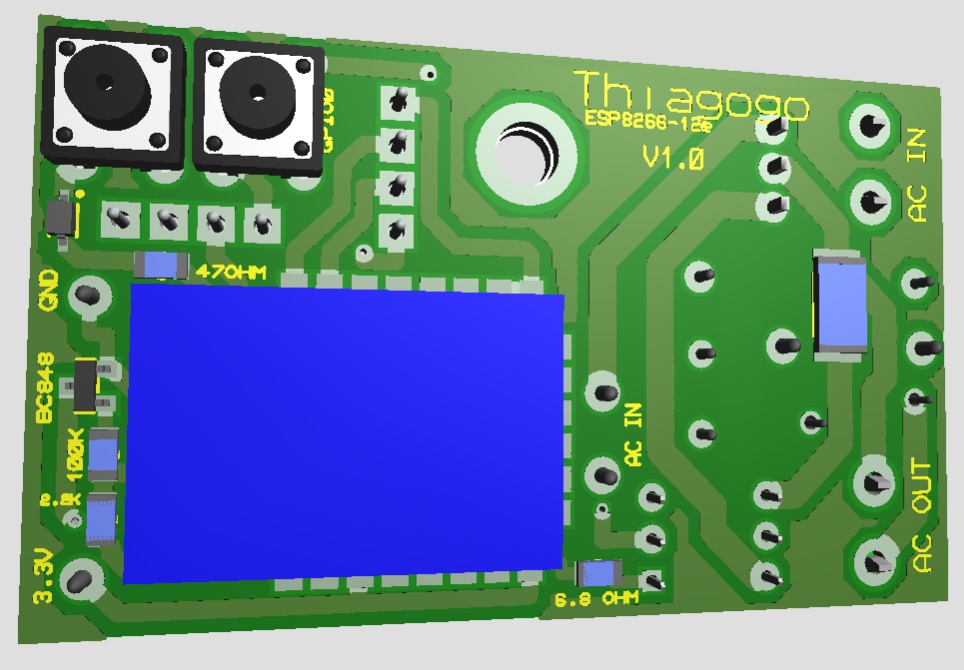 Thiagogo
ESP8266-12e
V1.0
GPIO0
AC IN
47OHM
GND
BC848
100K
AC IN
AC OUT
3.3V
6.8 OHM